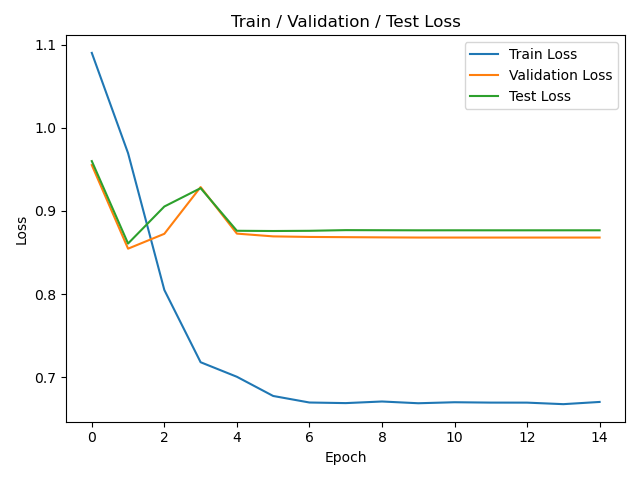 Train / Validation / Test Loss
1.1
1.0
0.9
0.8
0.7
Loss
Train Loss
Validation Loss
Test Loss
0 2 4 6 8 10 12 14
Epoch